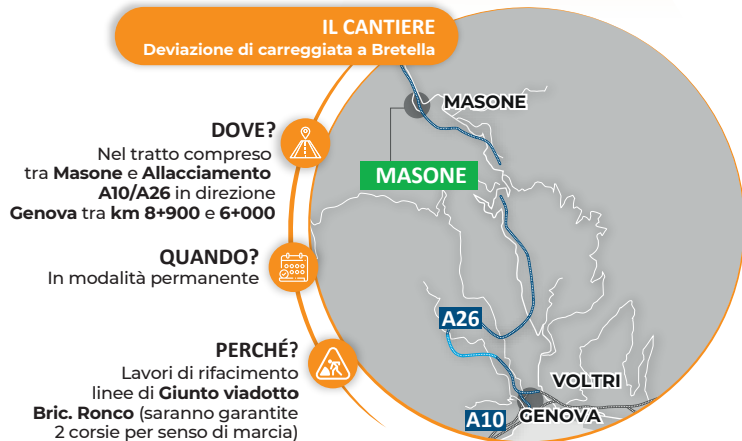 IL CANTIERE
Deviazione di carreggiata a Bretella
DOVE?
Nel tratto compreso
tra Masone e Allacciamento
A10/A26 in direzione
Genova tra km 8+900 e 6+000
QUANDO?
In modalità permanente
PERCHÉ?
Lavori di rifacimento
linee di Giunto viadotto
Bric. Ronco (saranno garantite
2 corsie per senso di marcia)
MASONE
MASONE
A26
VOLTRI
GENOVA
A10